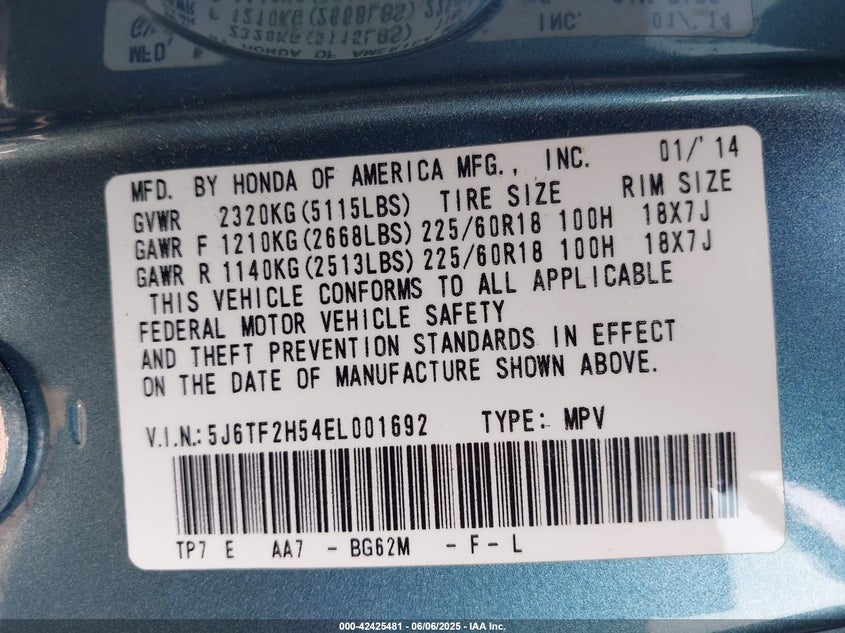 MFD. BY HONDA OF AMERICA MFG., INC. 01/'14
GVWR 2320KG(5115LBS) TIRE SIZE RIM SIZE
GAWR F 1210KG(2668LBS) 225/60R18 100H 18X7J
GAWR R 1140KG(2513LBS) 225/60R18 100H 18X7J
THIS VEHICLE CONFORMS TO ALL APPLICABLE
FEDERAL MOTOR VEHICLE SAFETY
AND THEFT PREVENTION STANDARDS IN EFFECT
ON THE DATE OF MANUFACTURE SHOWN ABOVE.
V.I.N.: 5J6TF2H54EL001692 TYPE: MPV
TP7 E AA7 - BG62M - F - L
000-42425481 - 06/06/2025 - IAA Inc.